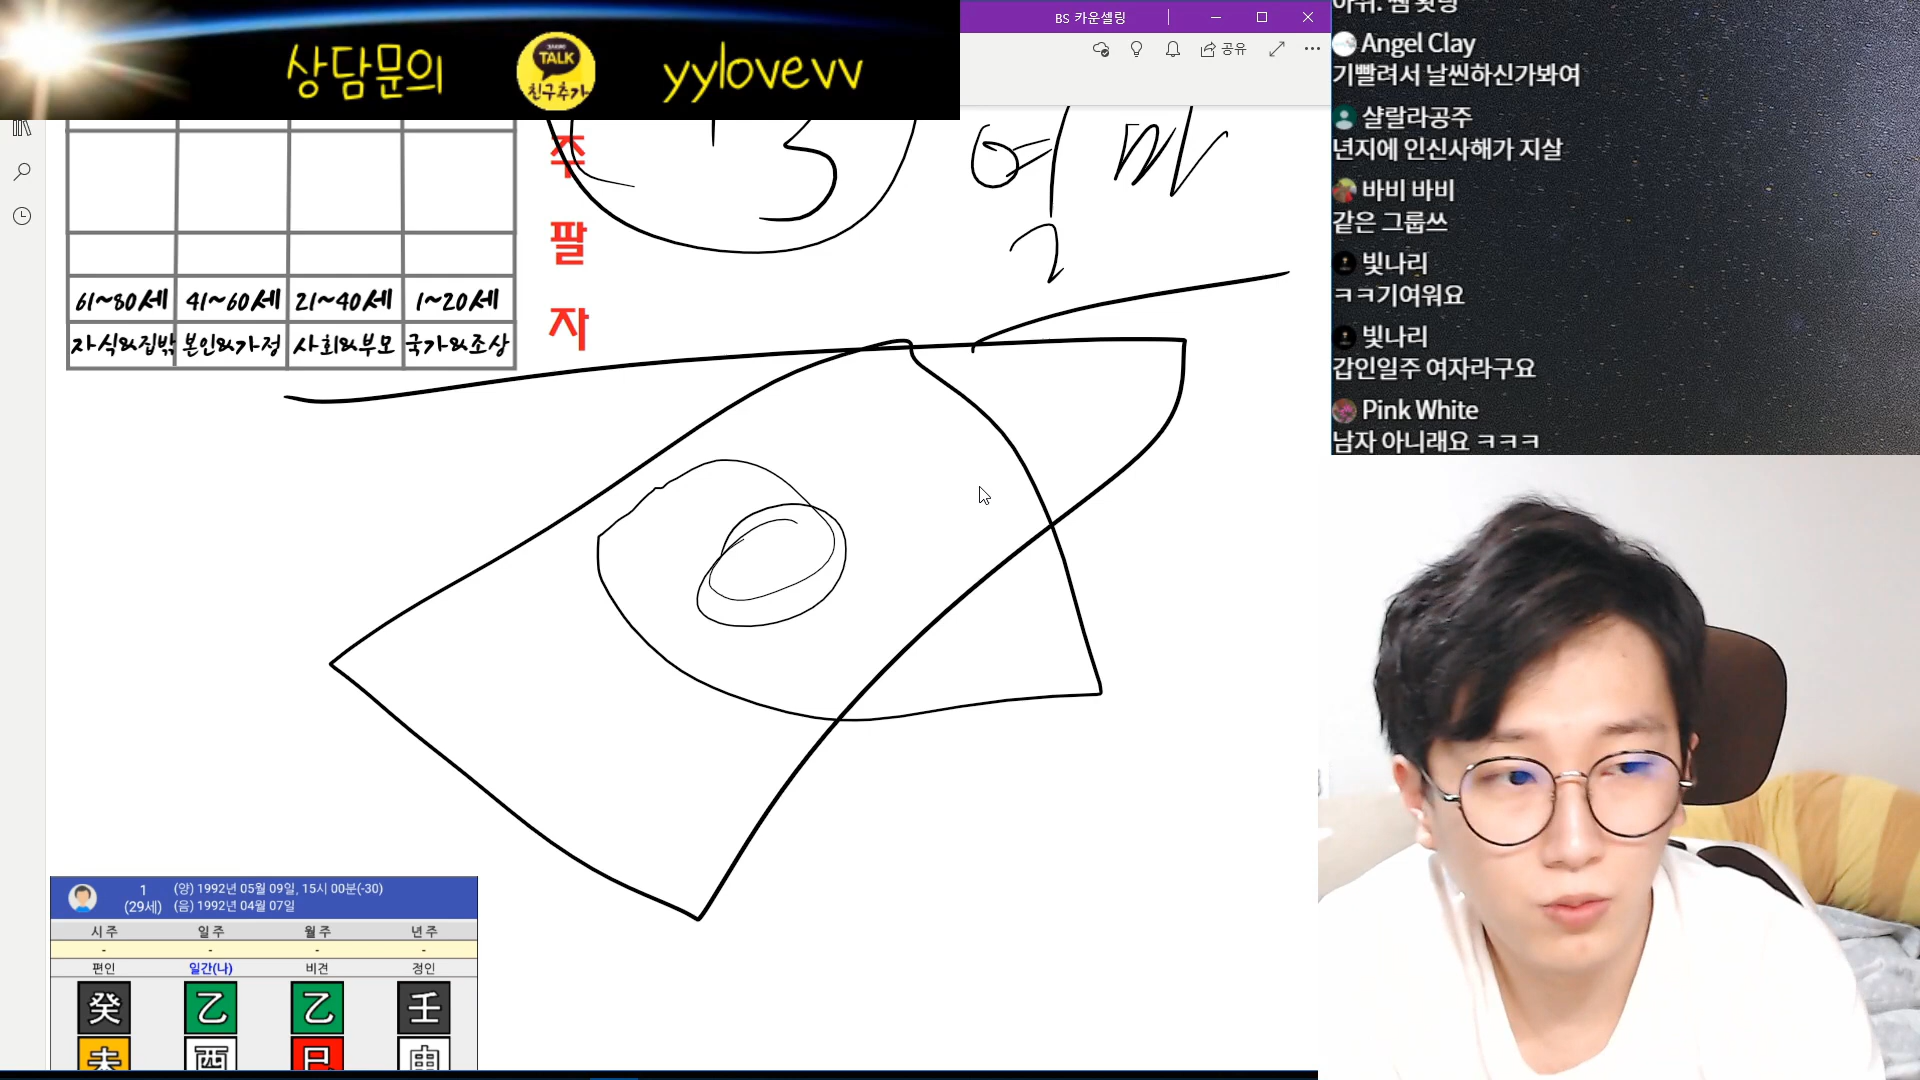 상담문의
TALK
친구추가
yylovevv
BS 카운셀링
공유
주
팔
자
역마
61~80세 41~60세 21~40세 1~20세
자식&집밖 본인&가정 사회&부모 국가&조상
Angel Clay
기빨려서 날씬하신가봐여
샬랄라공주
년지에 인신사해가 지살
바비 바비
같은 그룹쓰
빛나리
ㅋㅋ기여워요
빛나리
갑인일주 여자라구요
Pink White
남자 아니래요 ㅋㅋㅋ
1 (양) 1992년 05월 09일, 15시 00분(-30)
(29세) (음) 1992년 04월 07일
시주 일주 월주 년주
- - - -
편인 일간(나) 비견 정인
癸 乙 乙 壬
未 酉 巳 申